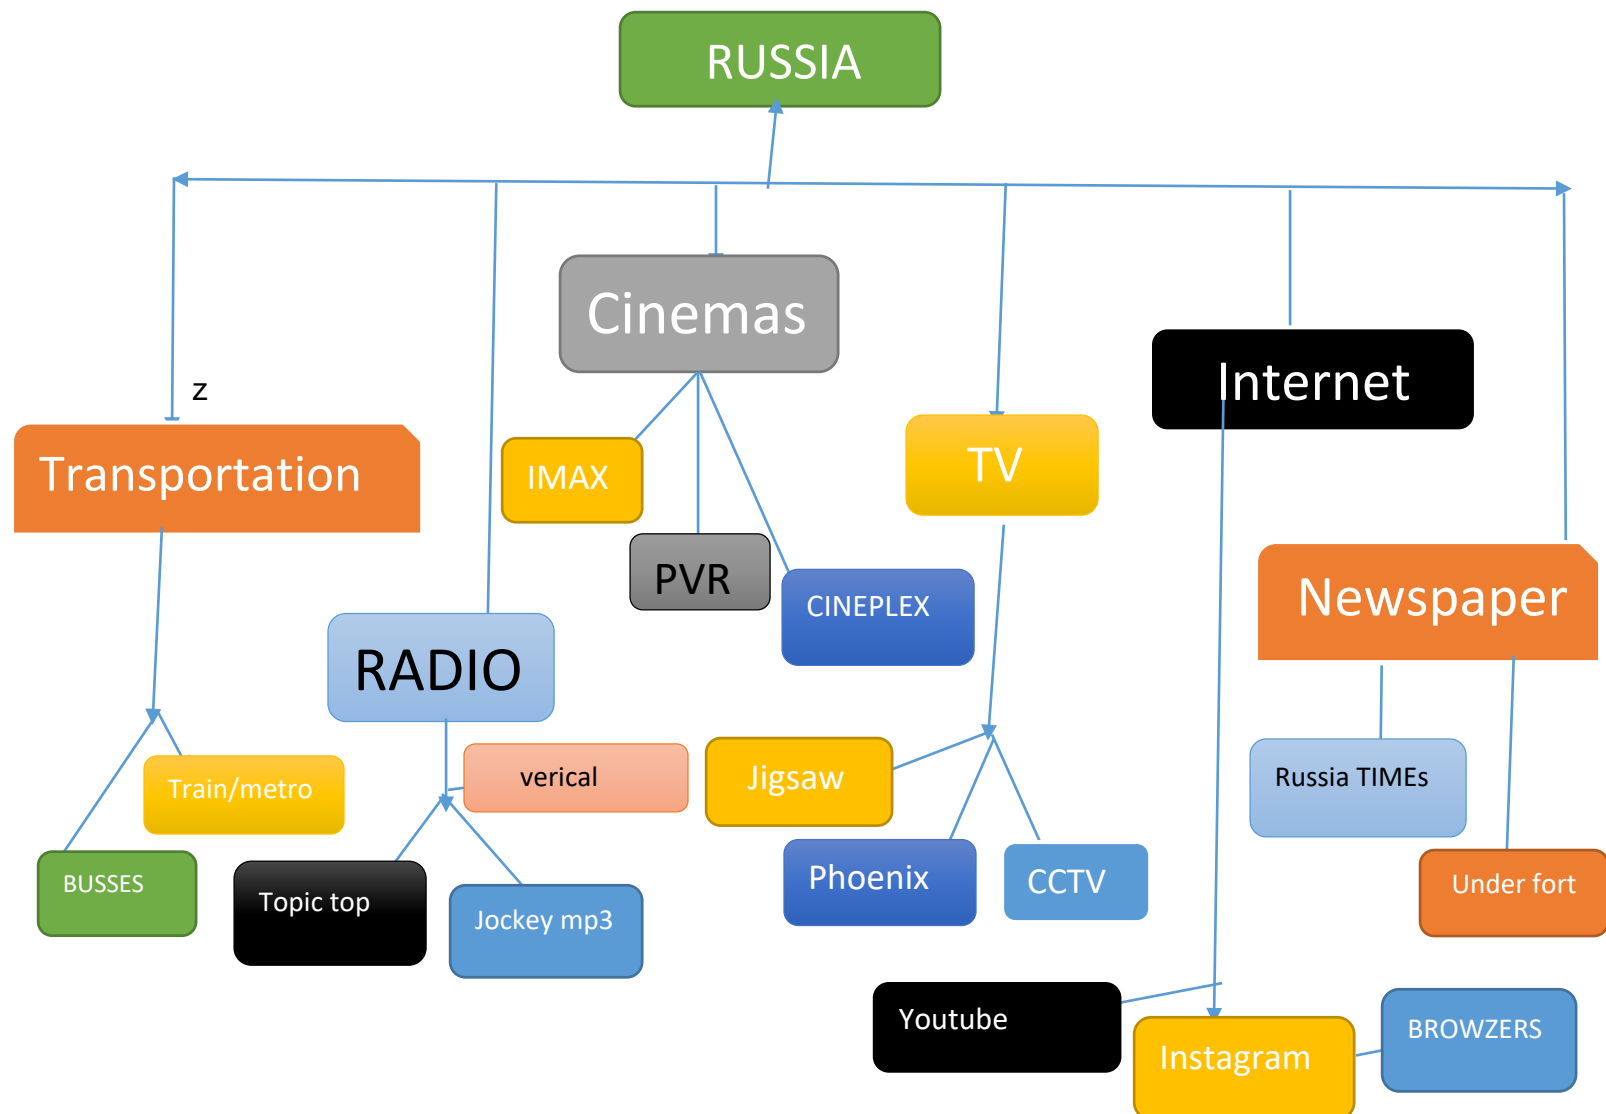 RUSSIA
Cinemas
Internet
z
Transportation
IMAX
TV
PVR
CINEPLEX
Newspaper
RADIO
Train/metro
verical
Jigsaw
Russia TIMEs
BUSSES
Topic top
Jockey mp3
Phoenix
CCTV
Under fort
Youtube
Instagram
BROWZERS